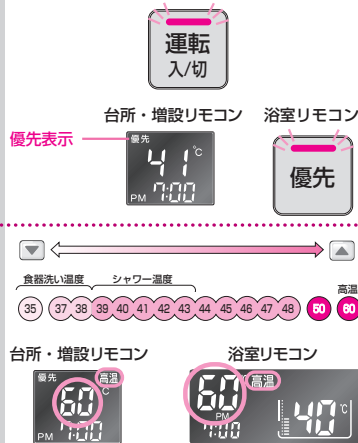 運転
入/切
台所・増設リモコン 浴室リモコン
優先表示
優先
41℃
PM 7:00
優先
食器洗い温度 シャワー温度 高温
35 37 38 39 40 41 42 43 44 45 46 47 48 50 60
台所・増設リモコン 浴室リモコン
優先 高温
60℃
PM 7:00
60 高温
PM
7:00
40℃